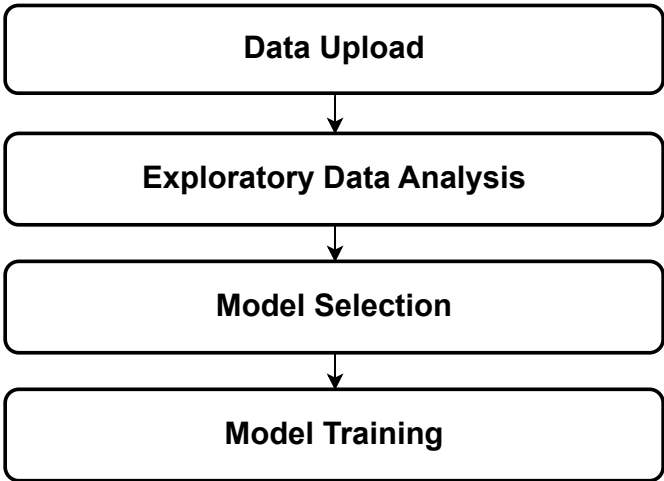 Data Upload
Exploratory Data Analysis
Model Selection
Model Training